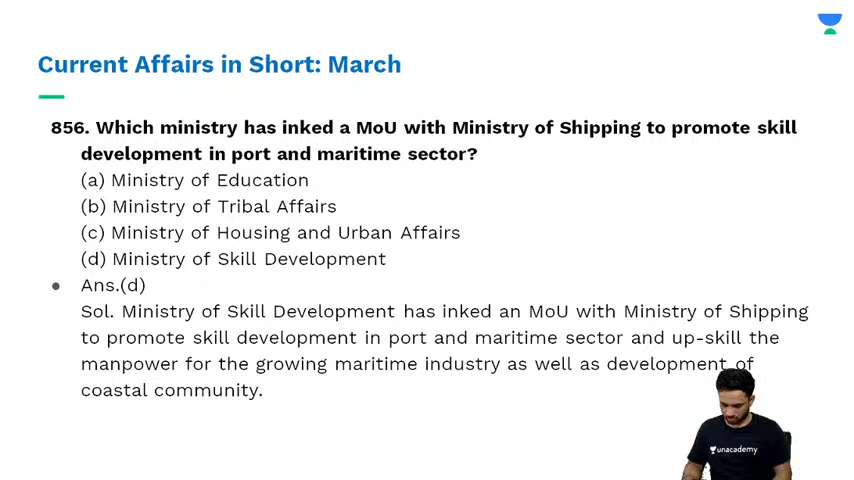 Current Affairs in Short: March
856. Which ministry has inked a MoU with Ministry of Shipping to promote skill
development in port and maritime sector?
(a) Ministry of Education
(b) Ministry of Tribal Affairs
(c) Ministry of Housing and Urban Affairs
(d) Ministry of Skill Development
● Ans.(d)
Sol. Ministry of Skill Development has inked an MoU with Ministry of Shipping
to promote skill development in port and maritime sector and up-skill the
manpower for the growing maritime industry as well as development of
coastal community.
unacademy